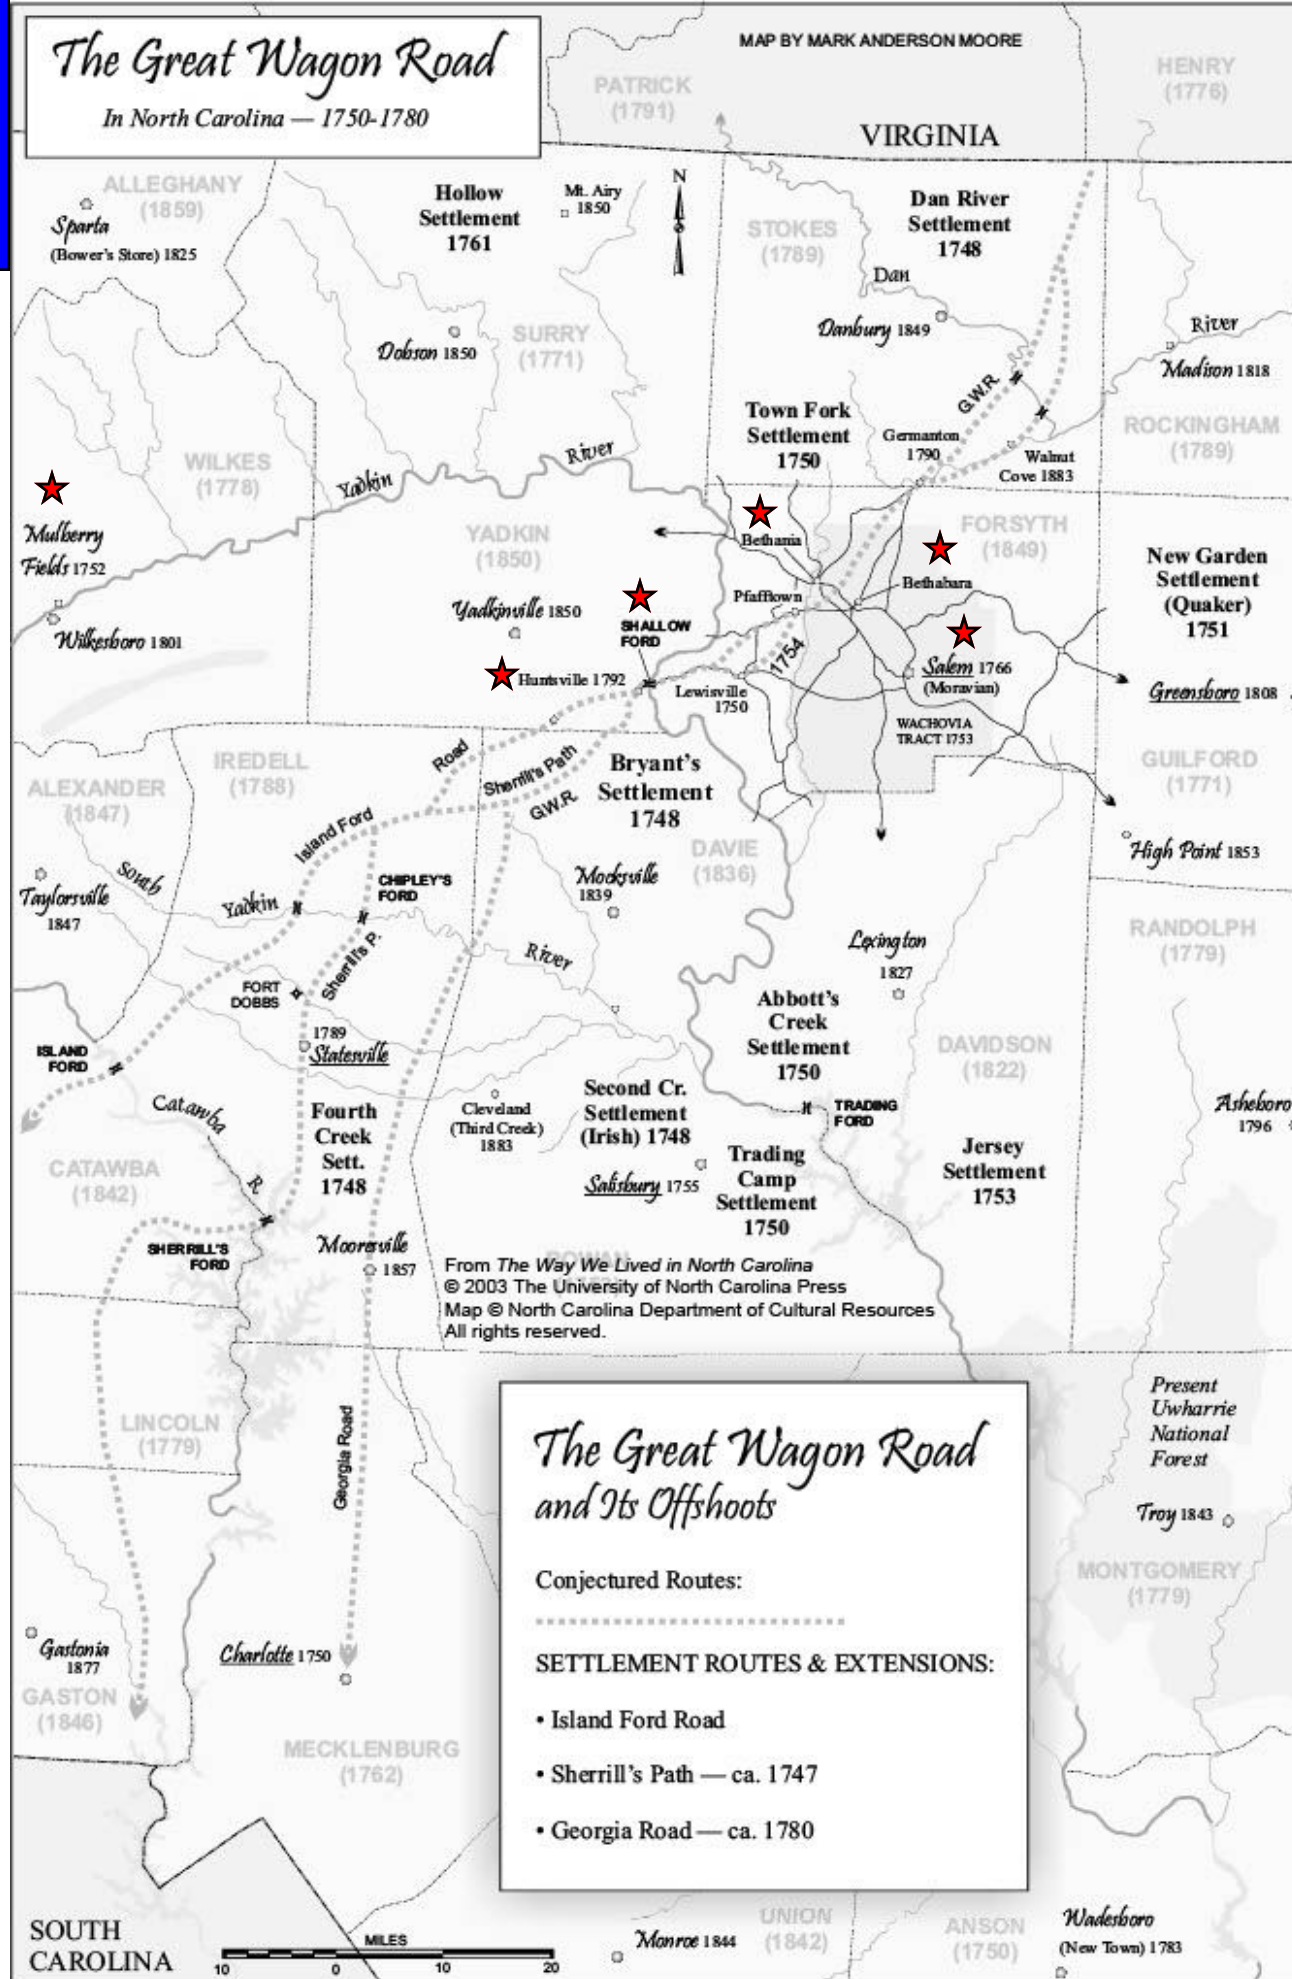 The Great Wagon Road
In North Carolina — 1750-1780
MAP BY MARK ANDERSON MOORE
PATRICK
(1791)
HENRY
(1776)
VIRGINIA
ALLEGHANY
(1859)
Sparta
(Bower's Store) 1825
Hollow
Settlement
1761
Mt. Airy
1850
N
STOKES
(1789)
Dan River
Settlement
1748
Dan
Danbury 1849
River
Madison 1818
Dobson 1850
SURRY
(1771)
G.W.R.
Town Fork
Settlement
1750
Germanton
1790
Walnut
Cove 1883
ROCKINGHAM
(1789)
WILKES
(1778)
Yadkin
River
Mulberry
Fields 1752
Wilkesboro 1801
YADKIN
(1850)
Bethania
FORSYTH
(1849)
Bethabara
New Garden
Settlement
(Quaker)
1751
Pfafftown
Yadkinville 1850
SHALLOW
FORD
1754
Huntsville 1792
Lewisville
1750
Salem 1766
(Moravian)
Greensboro 1808
WACHOVIA
TRACT 1753
GUILFORD
(1771)
IREDELL
(1788)
ALEXANDER
(1847)
Road
Sherrill's Path
G.W.R.
Bryant's
Settlement
1748
Island Ford
DAVIE
(1836)
High Point 1853
South
Yadkin
River
CHIPLEY'S
FORD
Mocksville
1839
Taylorsville
1847
Sherrill's P.
Lexington
1827
RANDOLPH
(1779)
FORT
DOBBS
1789
Statesville
Abbott's
Creek
Settlement
1750
DAVIDSON
(1822)
ISLAND
FORD
Catawba
R.
Fourth
Creek
Sett.
1748
Cleveland
(Third Creek)
1883
Second Cr.
Settlement
(Irish) 1748
TRADING
FORD
Asheboro
1796
CATAWBA
(1842)
Salisbury 1755
Trading
Camp
Settlement
1750
Jersey
Settlement
1753
SHERRILL'S
FORD
Mooresville
1857
ROWAN
From The Way We Lived in North Carolina
© 2003 The University of North Carolina Press
Map © North Carolina Department of Cultural Resources
All rights reserved.
LINCOLN
(1779)
Georgia Road
Present
Uwharrie
National
Forest
Troy 1843
MONTGOMERY
(1779)
The Great Wagon Road
and Its Offshoots
Conjectured Routes:
SETTLEMENT ROUTES & EXTENSIONS:
• Island Ford Road
• Sherrill's Path — ca. 1747
• Georgia Road — ca. 1780
Gastonia
1877
GASTON
(1846)
Charlotte 1750
MECKLENBURG
(1762)
SOUTH
CAROLINA
MILES
10 0 10 20
Monroe 1844
UNION
(1842)
ANSON
(1750)
Wadesboro
(New Town) 1783